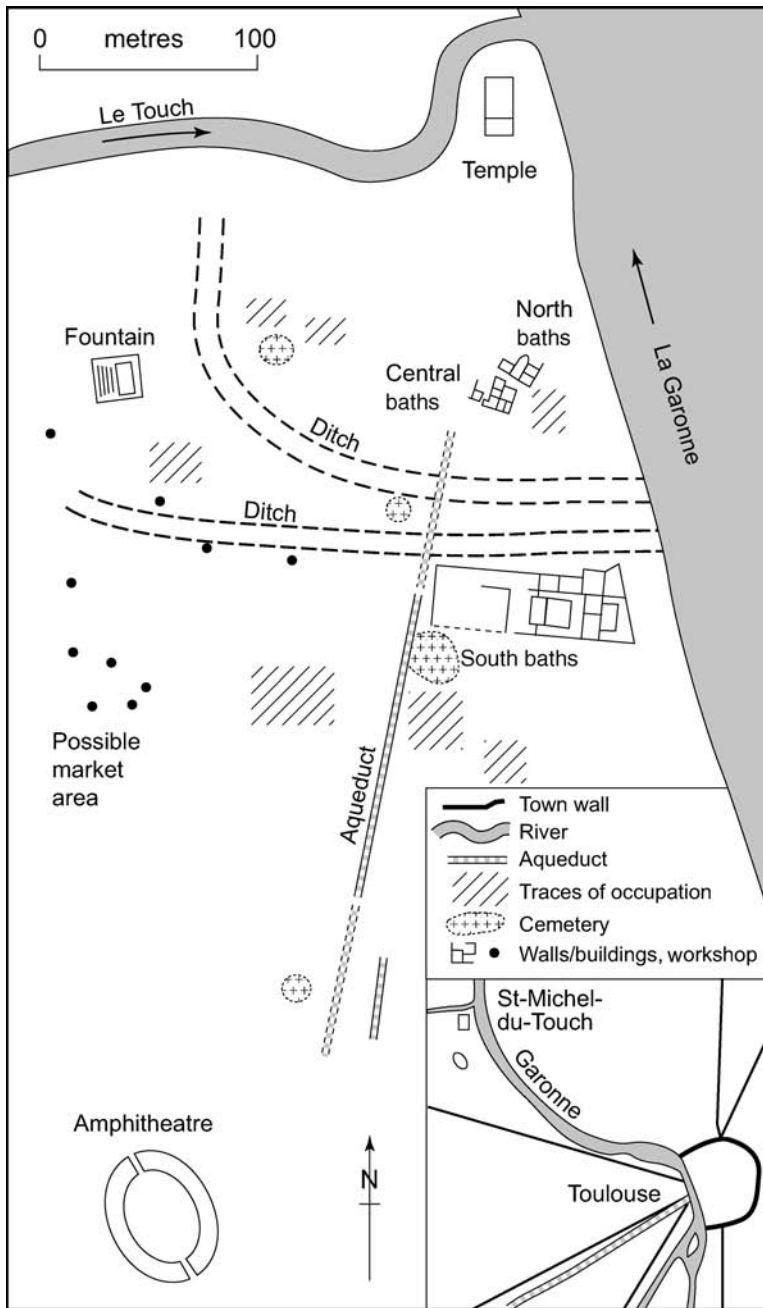 0 metres 100
Le Touch
Temple
North
baths
Fountain
Central
baths
La Garonne
Ditch
Ditch
South baths
Possible
market
area
Aqueduct
Town wall
River
Aqueduct
Traces of occupation
Cemetery
Walls/buildings, workshop
St-Michel-
du-Touch
Garonne
Amphitheatre
N
Toulouse